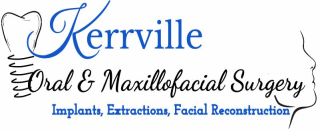 Kerrville
Oral & Maxillofacial Surgery
Implants, Extractions, Facial Reconstruction